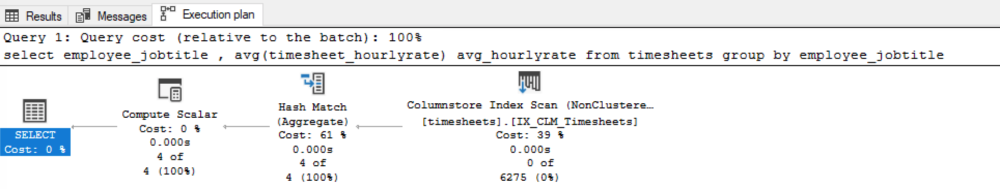 Results Messages Execution plan
Query 1: Query cost (relative to the batch): 100%
select employee_jobtitle , avg(timesheet_hourlyrate) avg_hourlyrate from timesheets group by employee_jobtitle
SELECT
Cost: 0 %
Compute Scalar
Cost: 0 %
0.000s
4 of
4 (100%)
Hash Match
(Aggregate)
Cost: 61 %
0.000s
4 of
4 (100%)
Columnstore Index Scan (NonClustere…
[timesheets].[IX_CLM_Timesheets]
Cost: 39 %
0.000s
0 of
6275 (0%)